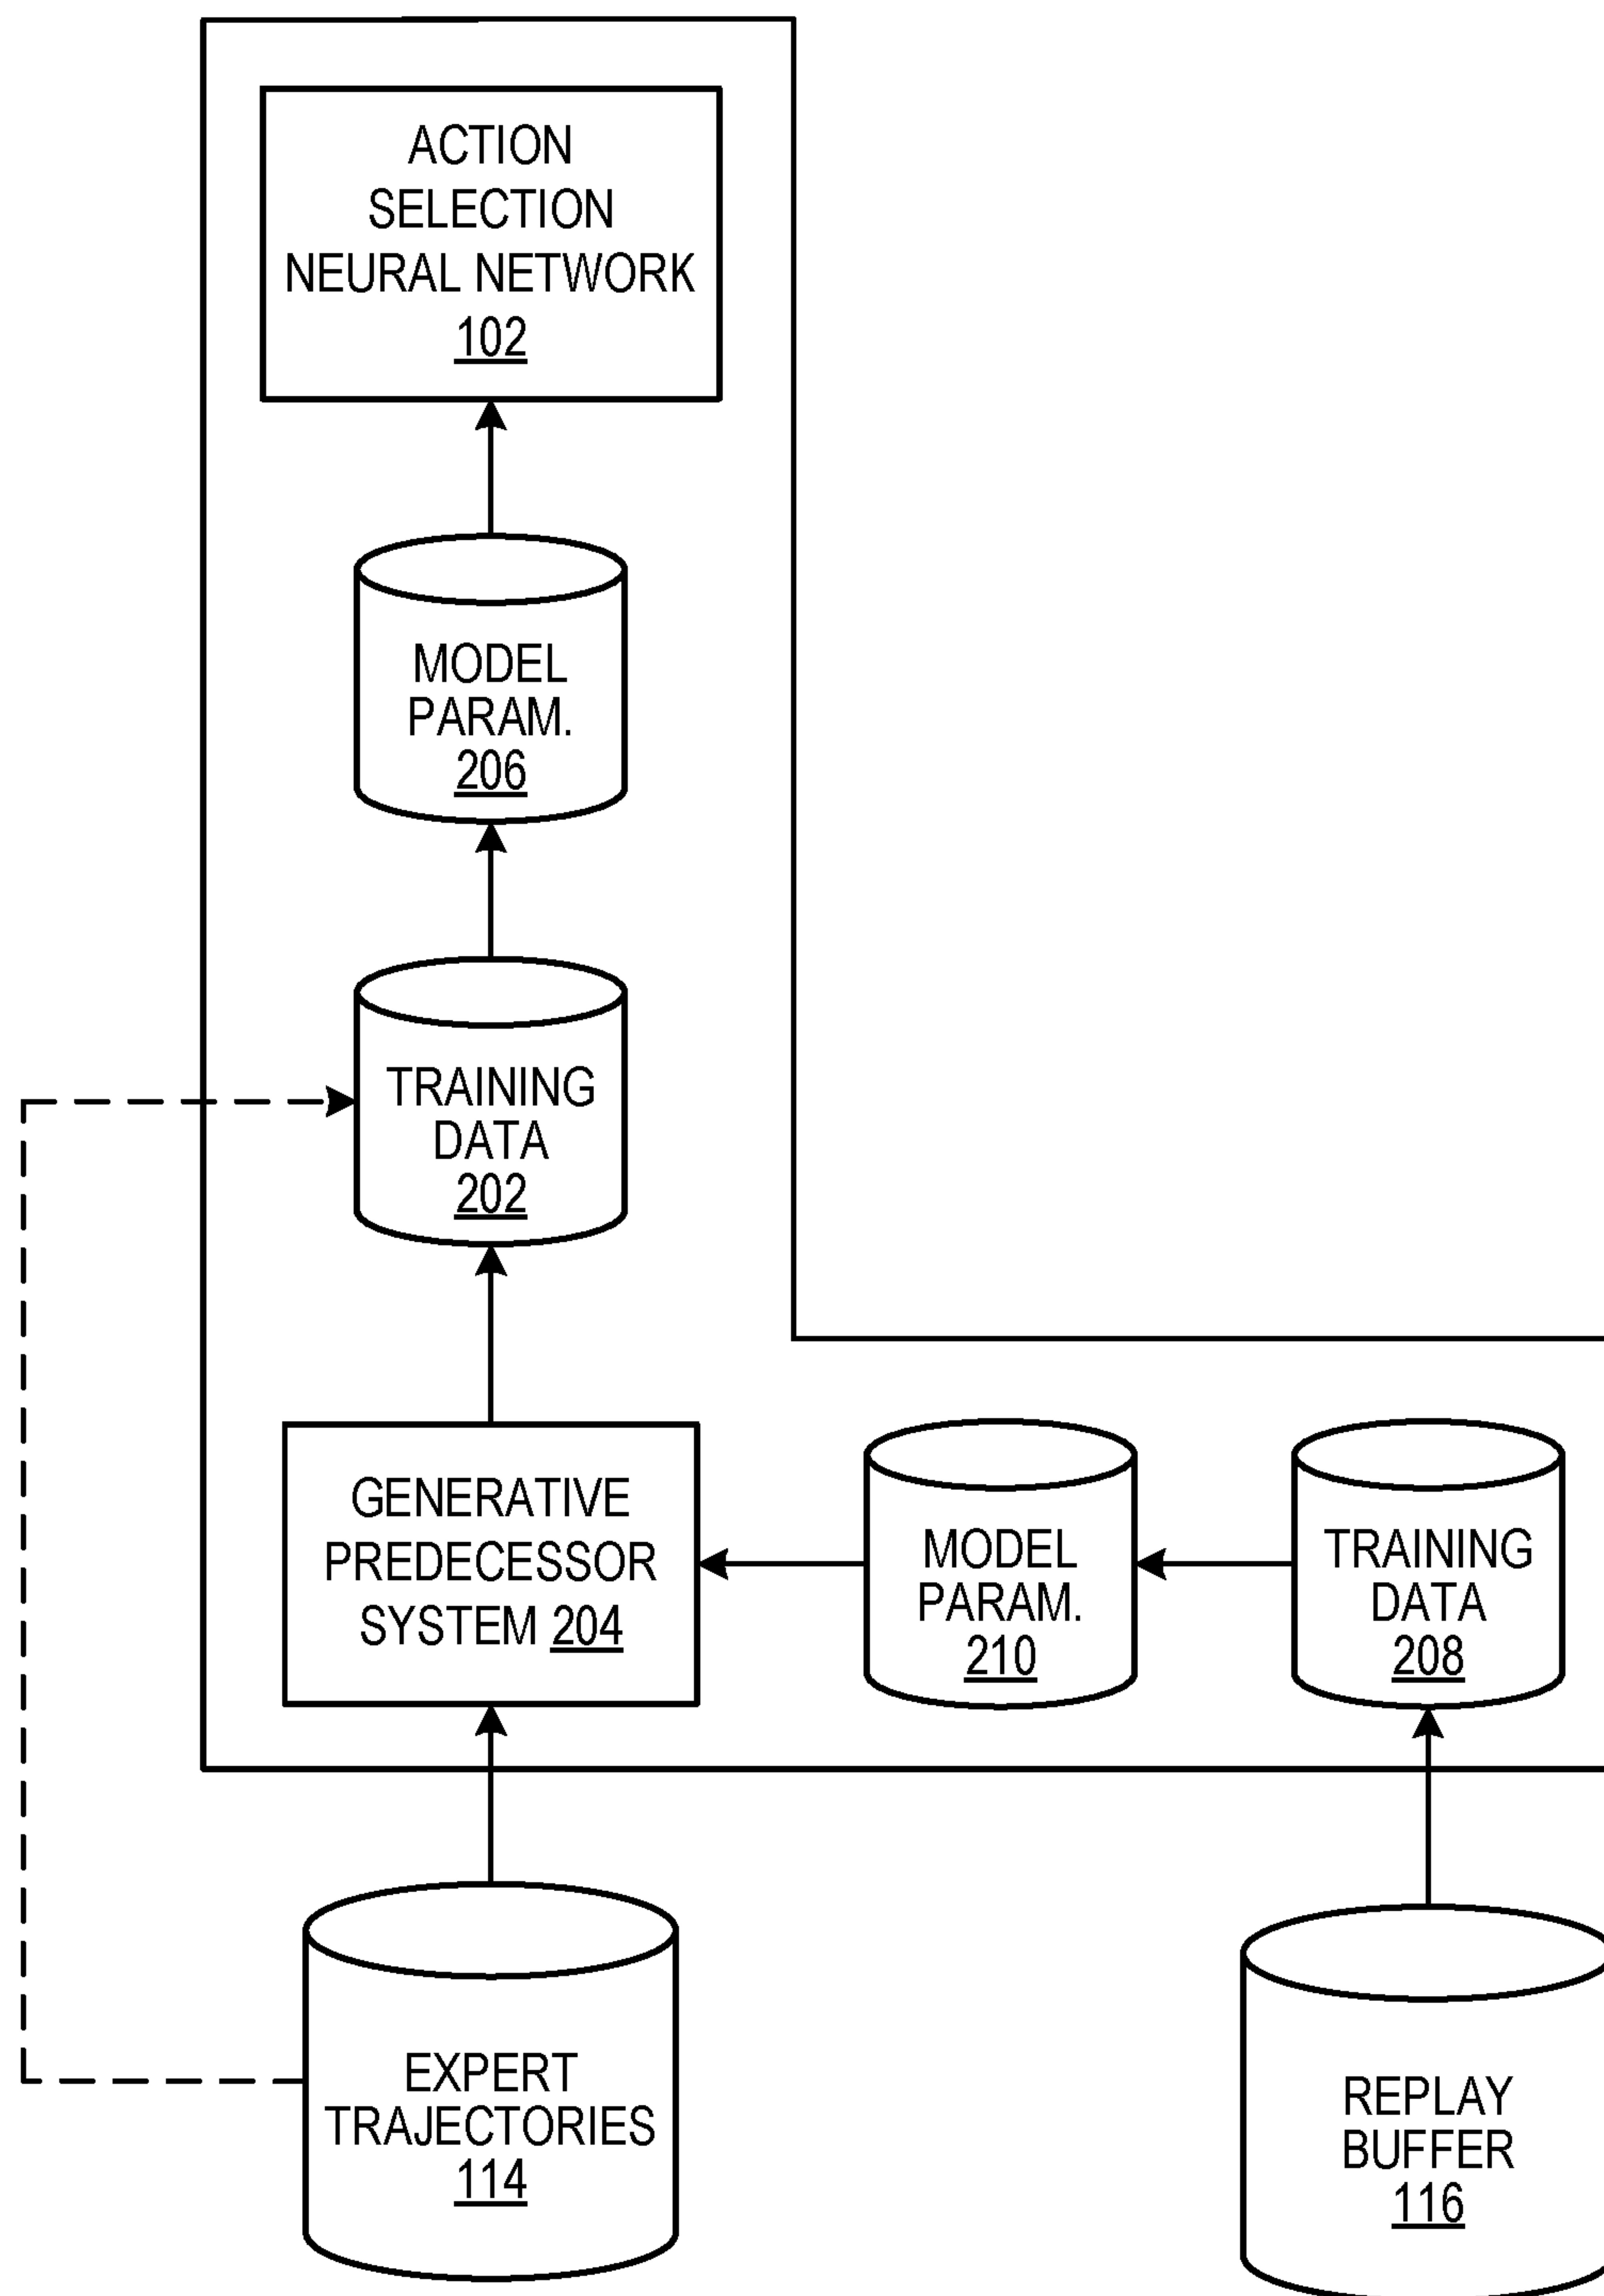 ACTION
SELECTION
NEURAL NETWORK
102
MODEL
PARAM.
206
TRAINING
DATA
202
GENERATIVE
PREDECESSOR
SYSTEM 204
MODEL
PARAM.
210
TRAINING
DATA
208
EXPERT
TRAJECTORIES
114
REPLAY
BUFFER
116